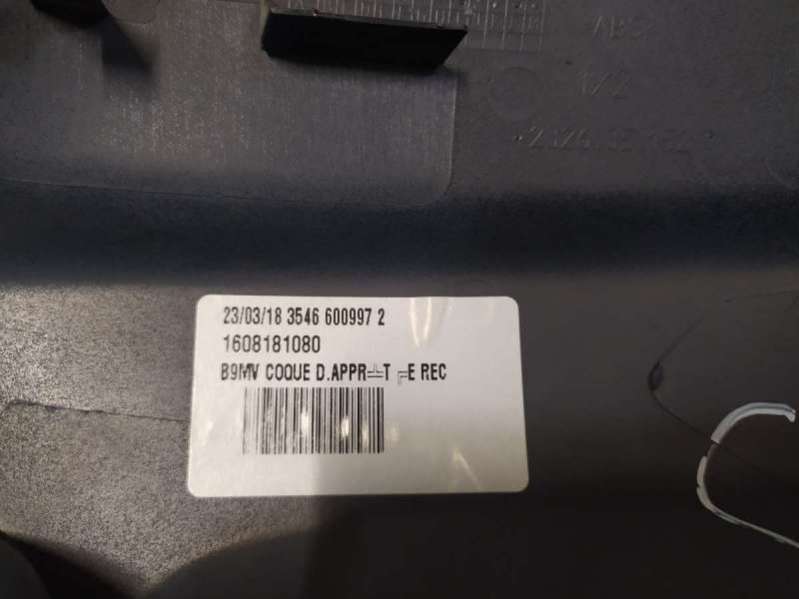 23/03/18 3546 600997 2
1608181080
B9MV COQUE D.APPR╩T ╔E REC